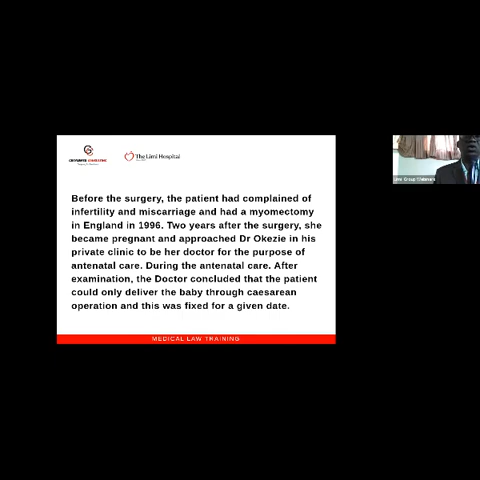 The Limi Hospital
Before the surgery, the patient had complained of
infertility and miscarriage and had a myomectomy
in England in 1996. Two years after the surgery, she
became pregnant and approached Dr Okezie in his
private clinic to be her doctor for the purpose of
antenatal care. During the antenatal care. After
examination, the Doctor concluded that the patient
could only deliver the baby through caesarean
operation and this was fixed for a given date.
MEDICAL LAW TRAINING